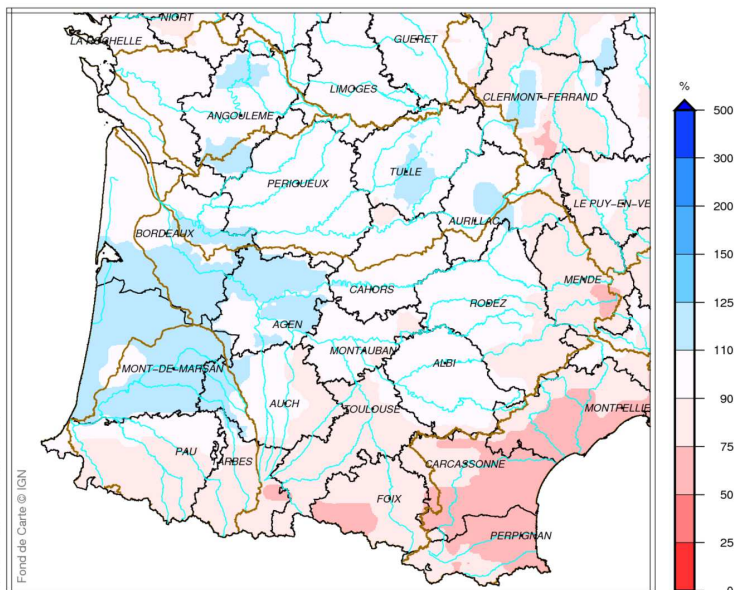 NIORT
LA ROCHELLE
GUERET
%
LIMOGES
CLERMONT-FERRAND
500
ANGOULEME
300
PERIGUEUX
TULLE
200
LE PUY-EN-VE
AURILLAC
BORDEAUX
150
MENDE
125
CAHORS
RODEZ
AGEN
110
MONTAUBAN
ALBI
MONT-DE-MARSAN
90
AUCH
TOULOUSE
MONTPELLIE
75
PAU
TARBES
CARCASSONNE
50
FOIX
PERPIGNAN
25
0
Fond de Carte © IGN